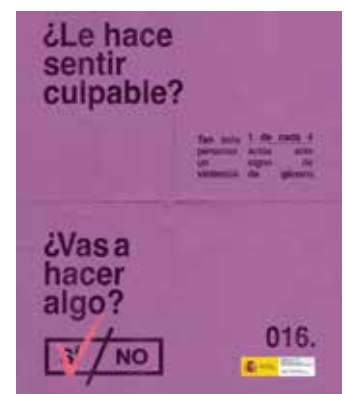 ¿Le hace
sentir
culpable?
Tan solo 1 de cada 4
personas actúa ante
un signo de
violencia de género.
¿Vas a
hacer
algo?
SÍ/NO
016.